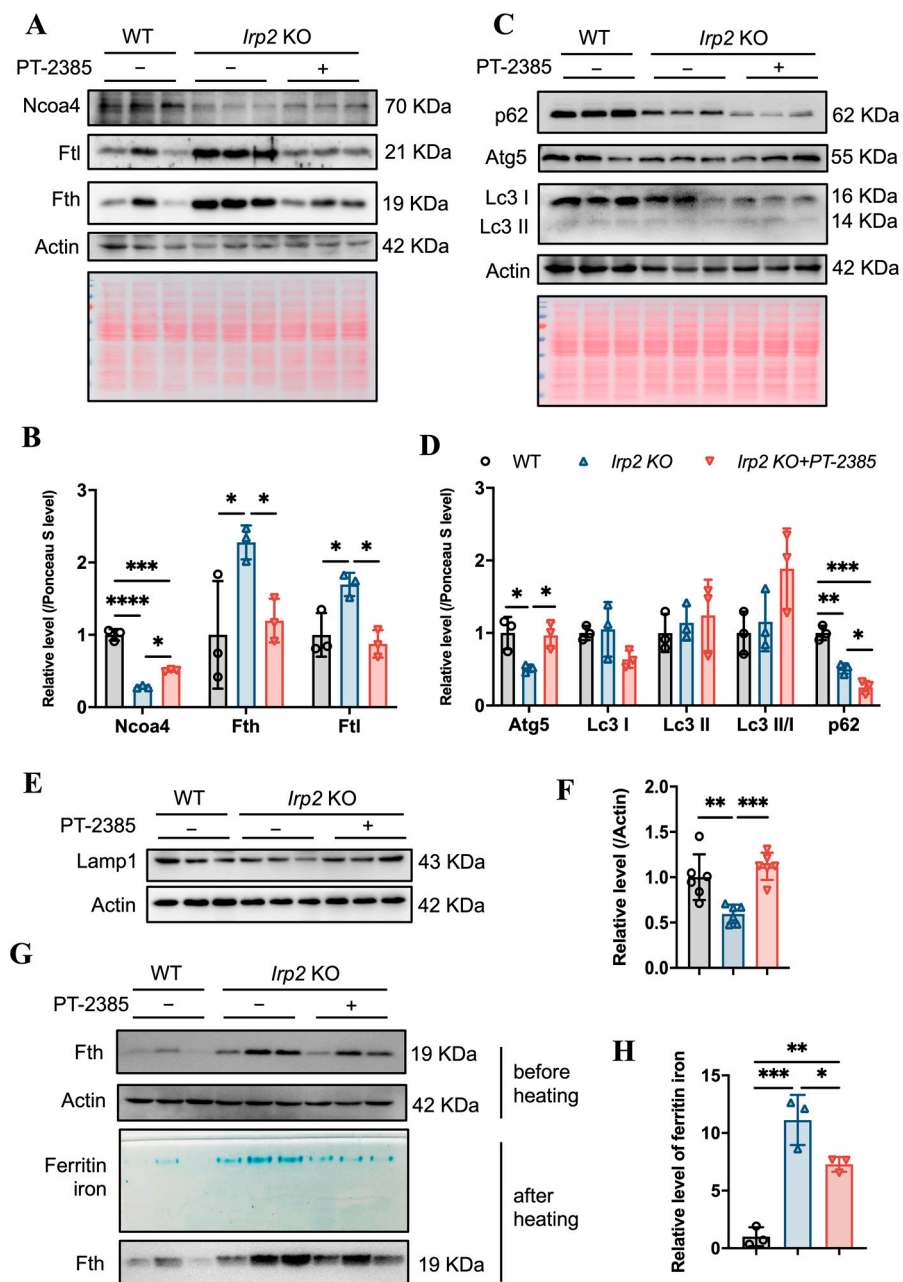 A
WT Irp2 KO
PT-2385 – – +
Ncoa4 70 KDa
Ftl 21 KDa
Fth 19 KDa
Actin 42 KDa
C
WT Irp2 KO
PT-2385 – – +
p62 62 KDa
Atg5 55 KDa
Lc3 I 16 KDa
Lc3 II 14 KDa
Actin 42 KDa
B
Relative level (/Ponceau S level)
3
2
1
0
*** **** * * * * *
Ncoa4 Fth Ftl
D
WT Irp2 KO Irp2 KO+PT-2385
Relative level (/Ponceau S level)
3
2
1
0
* * *** ** *
Atg5 Lc3 I Lc3 II Lc3 II/I p62
E
WT Irp2 KO
PT-2385 – – +
Lamp1 43 KDa
Actin 42 KDa
F
Relative level (/Actin)
2.0
1.5
1.0
0.5
0.0
** ***
G
WT Irp2 KO
PT-2385 – – +
Fth 19 KDa
Actin 42 KDa
before
heating
Ferritin
iron
Fth 19 KDa
after
heating
H
Relative level of ferritin iron
15
10
5
0
**
*** *